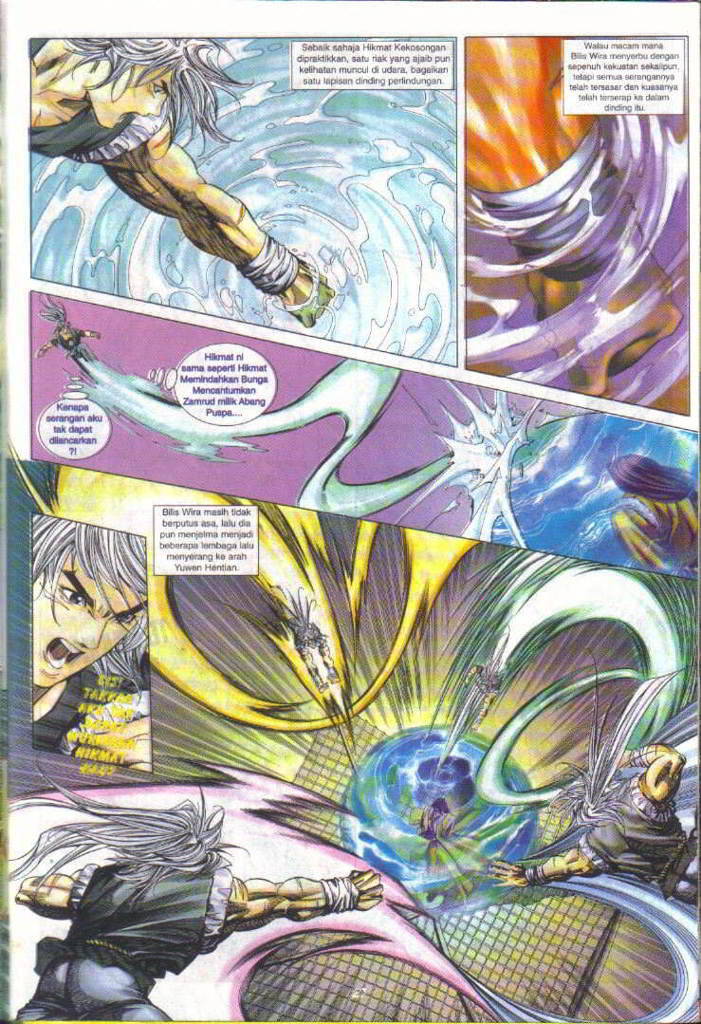 Sebaik sahaja Hikmat Kekosongan
dipraktikkan, satu riak yang ajaib pun
kelihatan muncul di udara, bagaikan
satu lapisan dinding perlindungan.
Walau macam mana
Bilis Wira menyerbu dengan
sepenuh kekuatan sekalipun,
tetapi semua serangannya
telah tersasar dan kuasanya
telah terserap ke dalam
dinding itu.
Hikmat ni
sama seperti Hikmat
Memindahkan Bunga
Mencantumkan
Zamrud milik Abang
Puspa....
Kenapa
serangan aku
tak dapat
dilancarkan
?!
Bilis Wira masih tidak
berputus asa, lalu dia
pun menjelma menjadi
beberapa lembaga lalu
menyerang ke arah
Yuwen Hentian.
TAKKAN
AKU
HIKMAT